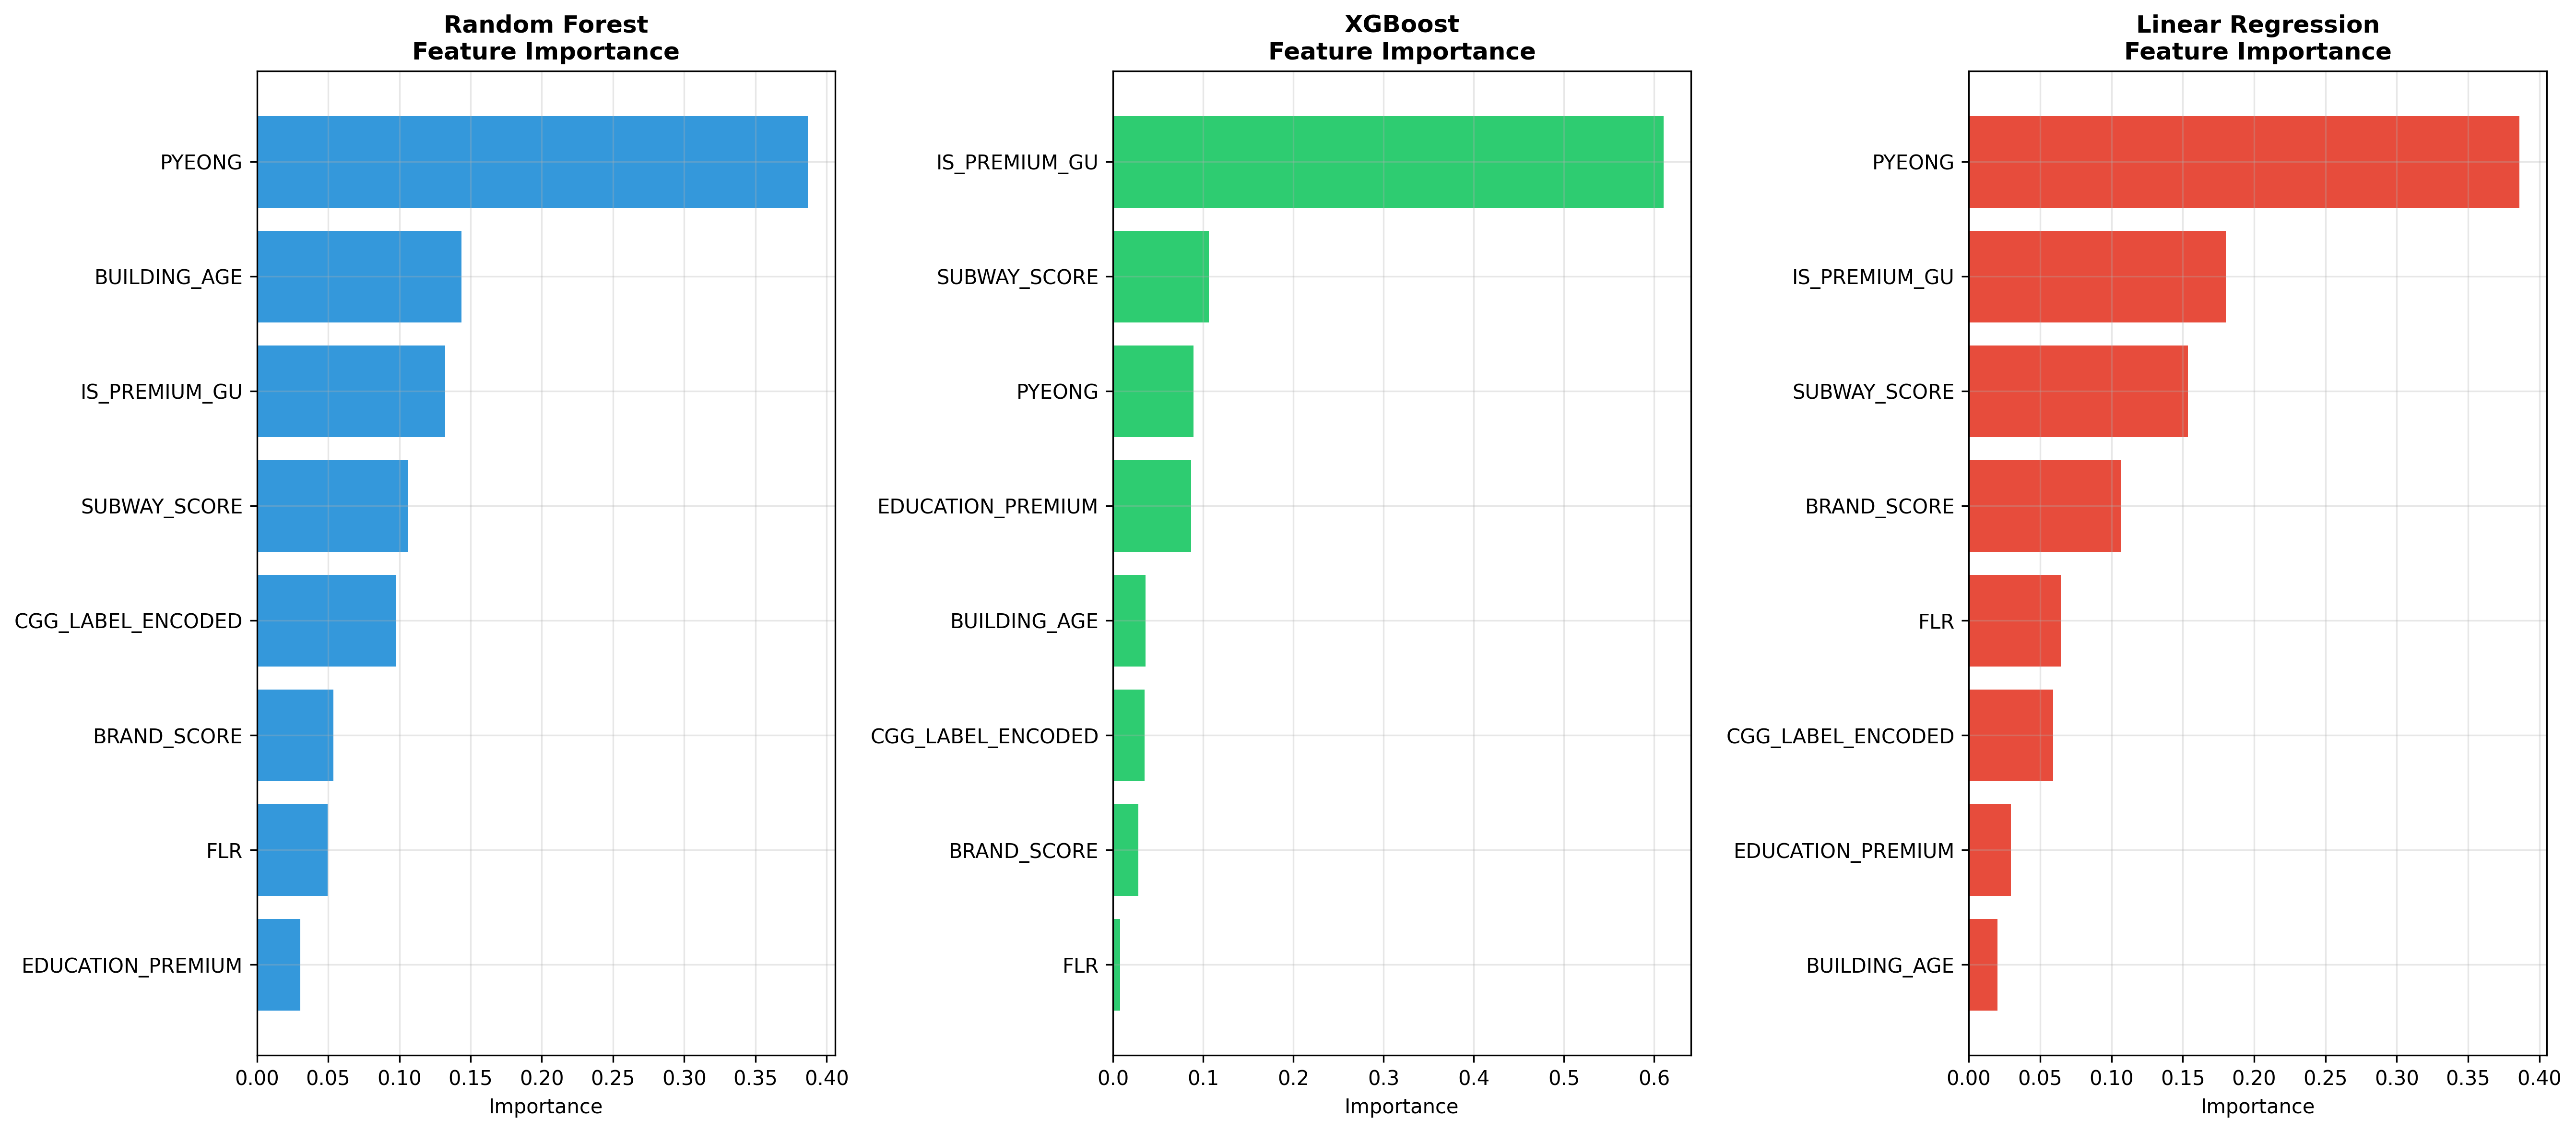 Random Forest
Feature Importance
PYEONG
BUILDING_AGE
IS_PREMIUM_GU
SUBWAY_SCORE
CGG_LABEL_ENCODED
BRAND_SCORE
FLR
EDUCATION_PREMIUM
0.00 0.05 0.10 0.15 0.20 0.25 0.30 0.35 0.40
Importance
XGBoost
Feature Importance
IS_PREMIUM_GU
SUBWAY_SCORE
PYEONG
EDUCATION_PREMIUM
BUILDING_AGE
CGG_LABEL_ENCODED
BRAND_SCORE
FLR
0.0 0.1 0.2 0.3 0.4 0.5 0.6
Importance
Linear Regression
Feature Importance
PYEONG
IS_PREMIUM_GU
SUBWAY_SCORE
BRAND_SCORE
FLR
CGG_LABEL_ENCODED
EDUCATION_PREMIUM
BUILDING_AGE
0.00 0.05 0.10 0.15 0.20 0.25 0.30 0.35 0.40
Importance